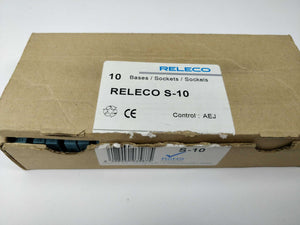 RELECO
10 Bases / Sockets / Sockels
RELECO S-10
CE
Control : AEJ
S-10